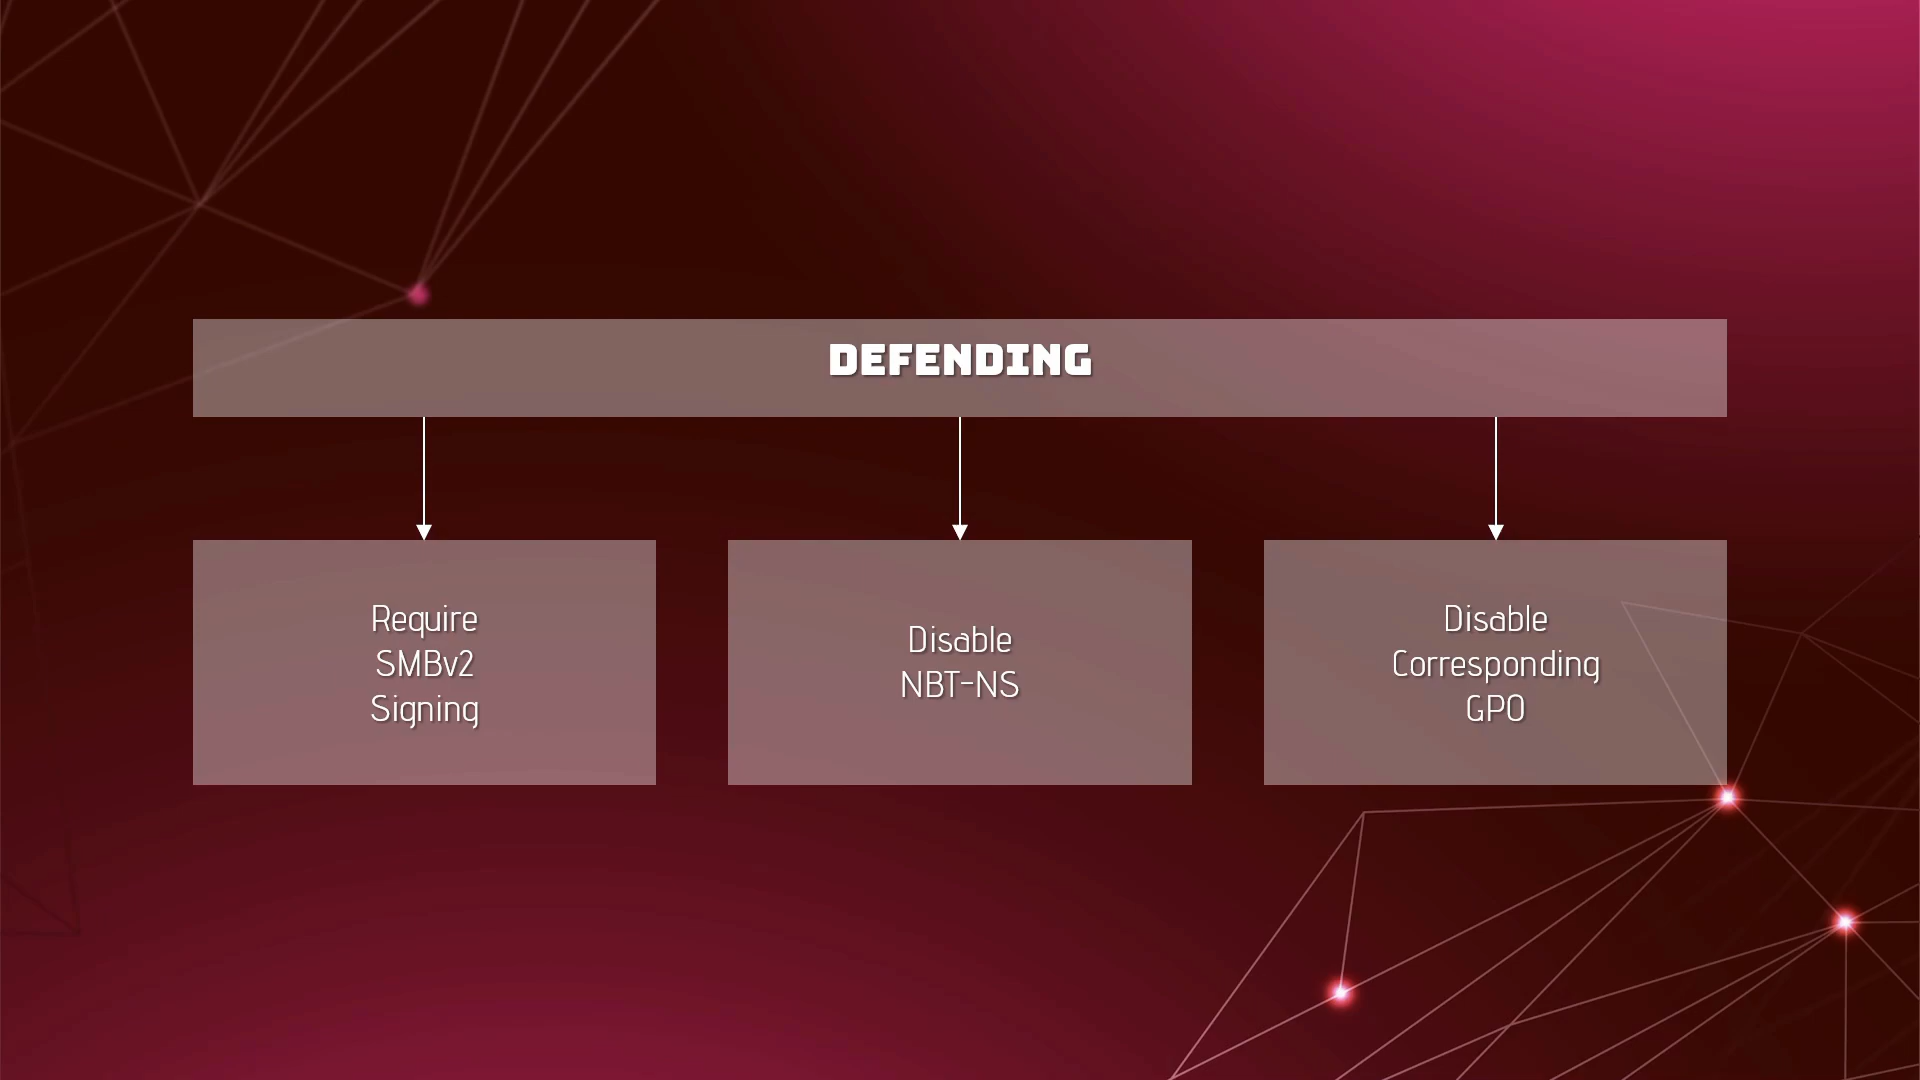 DEFENDING
Require
SMBv2
Signing
Disable
NBT-NS
Disable
Corresponding
GPO